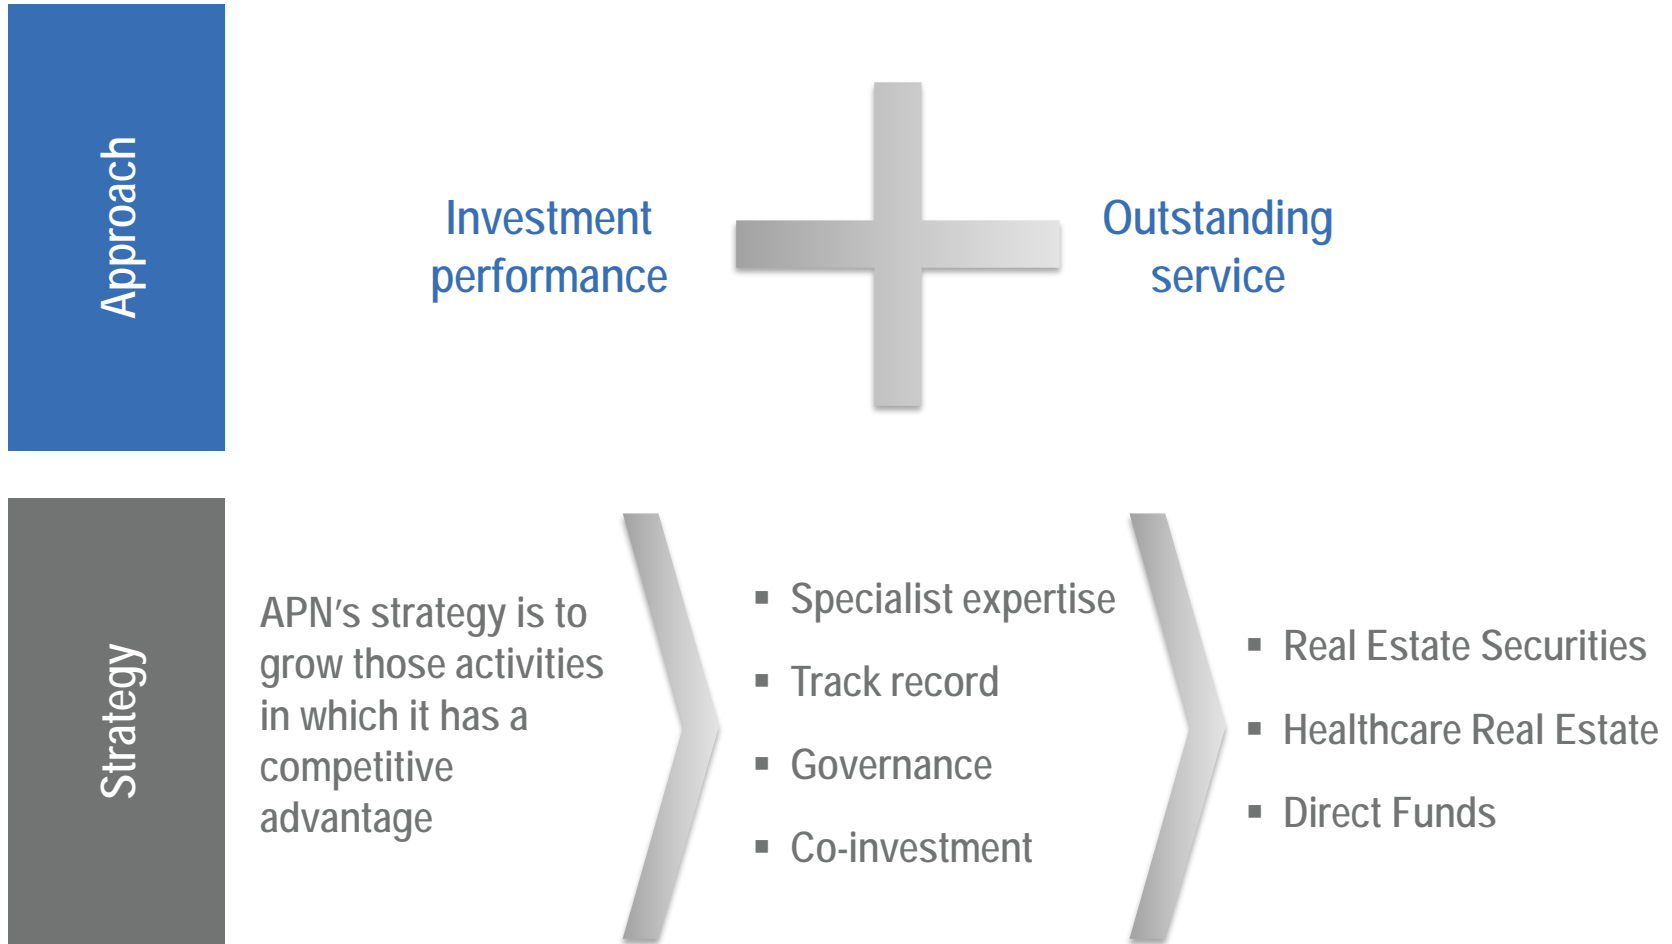 Approach
Investment
performance
Outstanding
service
Strategy
APN’s strategy is to
grow those activities
in which it has a
competitive
advantage
▪ Specialist expertise
▪ Track record
▪ Governance
▪ Co-investment
▪ Real Estate Securities
▪ Healthcare Real Estate
▪ Direct Funds